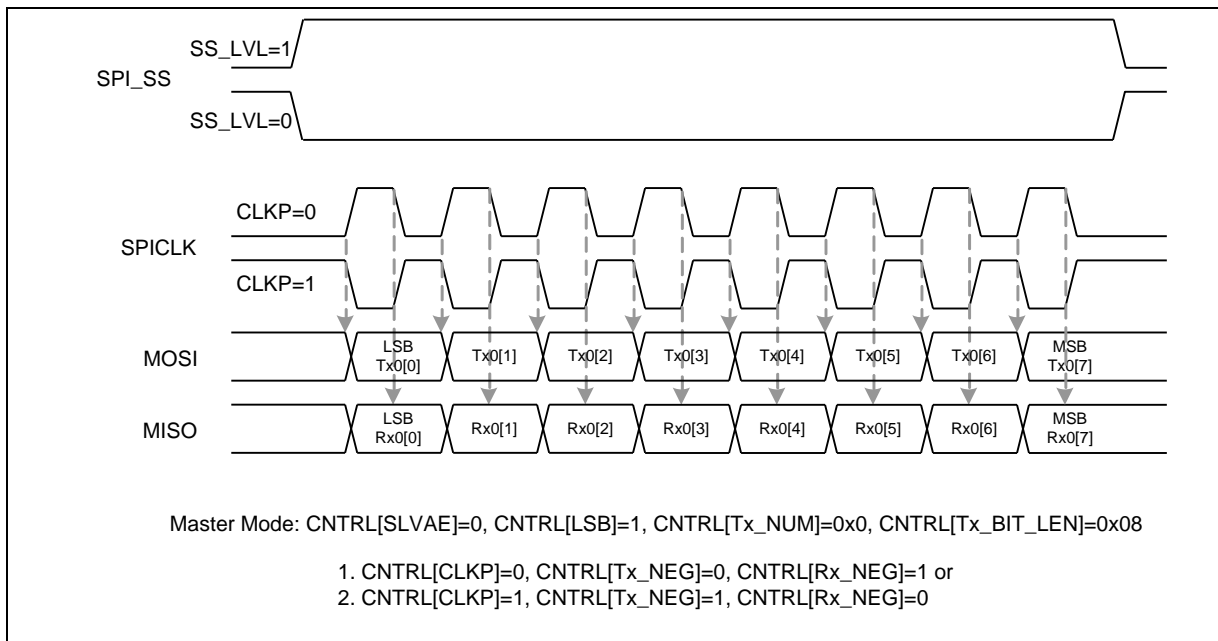 SS_LVL=1
SPI_SS
SS_LVL=0
CLKP=0
SPICLK
CLKP=1
MOSI
LSB
Tx0[0]
Tx0[1]
Tx0[2]
Tx0[3]
Tx0[4]
Tx0[5]
Tx0[6]
MSB
Tx0[7]
MISO
LSB
Rx0[0]
Rx0[1]
Rx0[2]
Rx0[3]
Rx0[4]
Rx0[5]
Rx0[6]
MSB
Rx0[7]
Master Mode: CNTRL[SLVAE]=0, CNTRL[LSB]=1, CNTRL[Tx_NUM]=0x0, CNTRL[Tx_BIT_LEN]=0x08
1. CNTRL[CLKP]=0, CNTRL[Tx_NEG]=0, CNTRL[Rx_NEG]=1 or
2. CNTRL[CLKP]=1, CNTRL[Tx_NEG]=1, CNTRL[Rx_NEG]=0